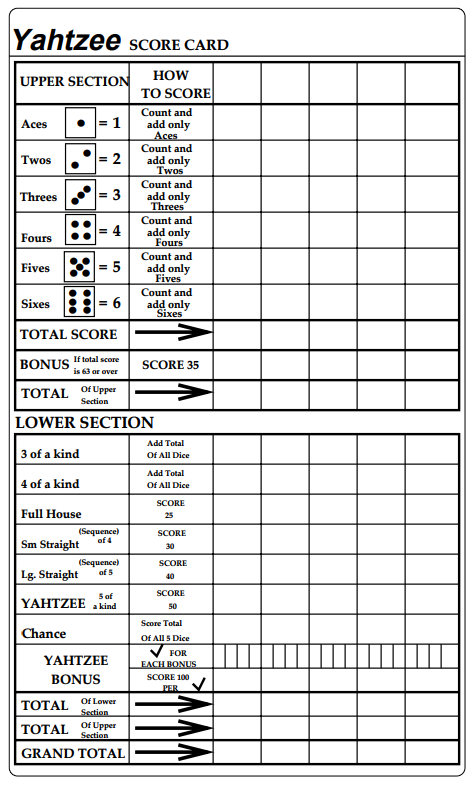 Yahtzee SCORE CARD
UPPER SECTION
HOW
TO SCORE
Aces = 1
Count and
add only
Aces
Twos = 2
Count and
add only
Twos
Threes = 3
Count and
add only
Threes
Fours = 4
Count and
add only
Fours
Fives = 5
Count and
add only
Fives
Sixes = 6
Count and
add only
Sixes
TOTAL SCORE
BONUS If total score
is 63 or over
SCORE 35
TOTAL Of Upper
Section
LOWER SECTION
3 of a kind
Add Total
Of All Dice
4 of a kind
Add Total
Of All Dice
Full House
SCORE
25
Sm Straight (Sequence)
of 4
SCORE
30
Lg. Straight (Sequence)
of 5
SCORE
40
YAHTZEE 5 of
a kind
SCORE
50
Chance
Score Total
Of All 5 Dice
YAHTZEE
BONUS
✓ FOR
EACH BONUS
SCORE 100
PER ✓
TOTAL Of Lower
Section
TOTAL Of Upper
Section
GRAND TOTAL